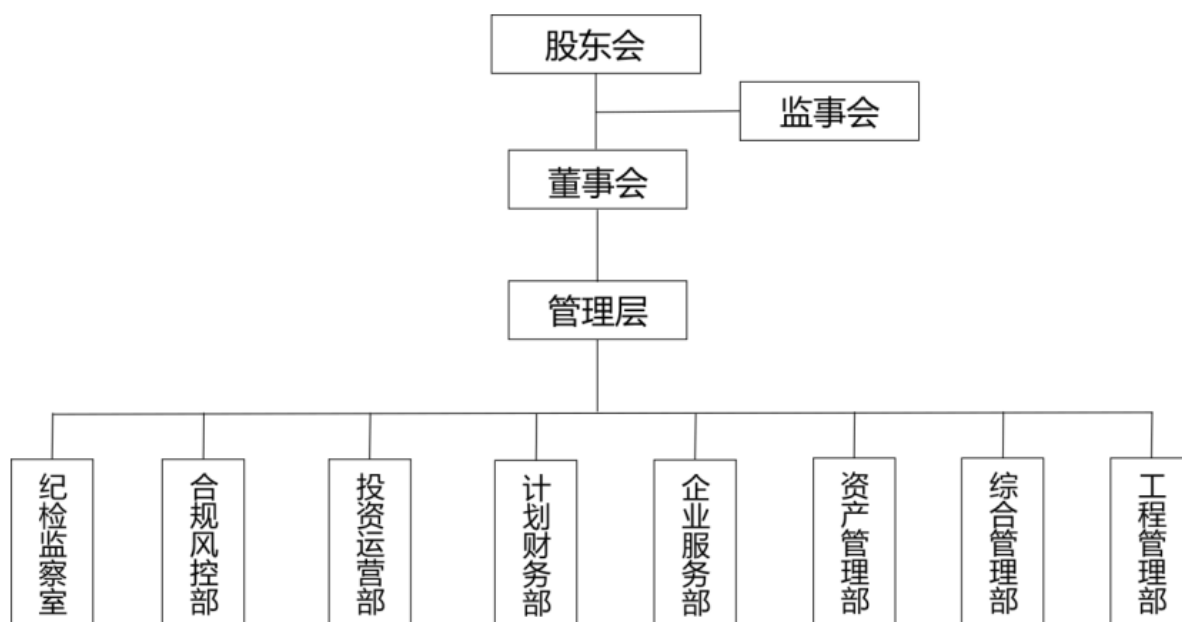 股东会
监事会
董事会
管理层
纪检监察室
合规风控部
投资运营部
计划财务部
企业服务部
资产管理部
综合管理部
工程管理部